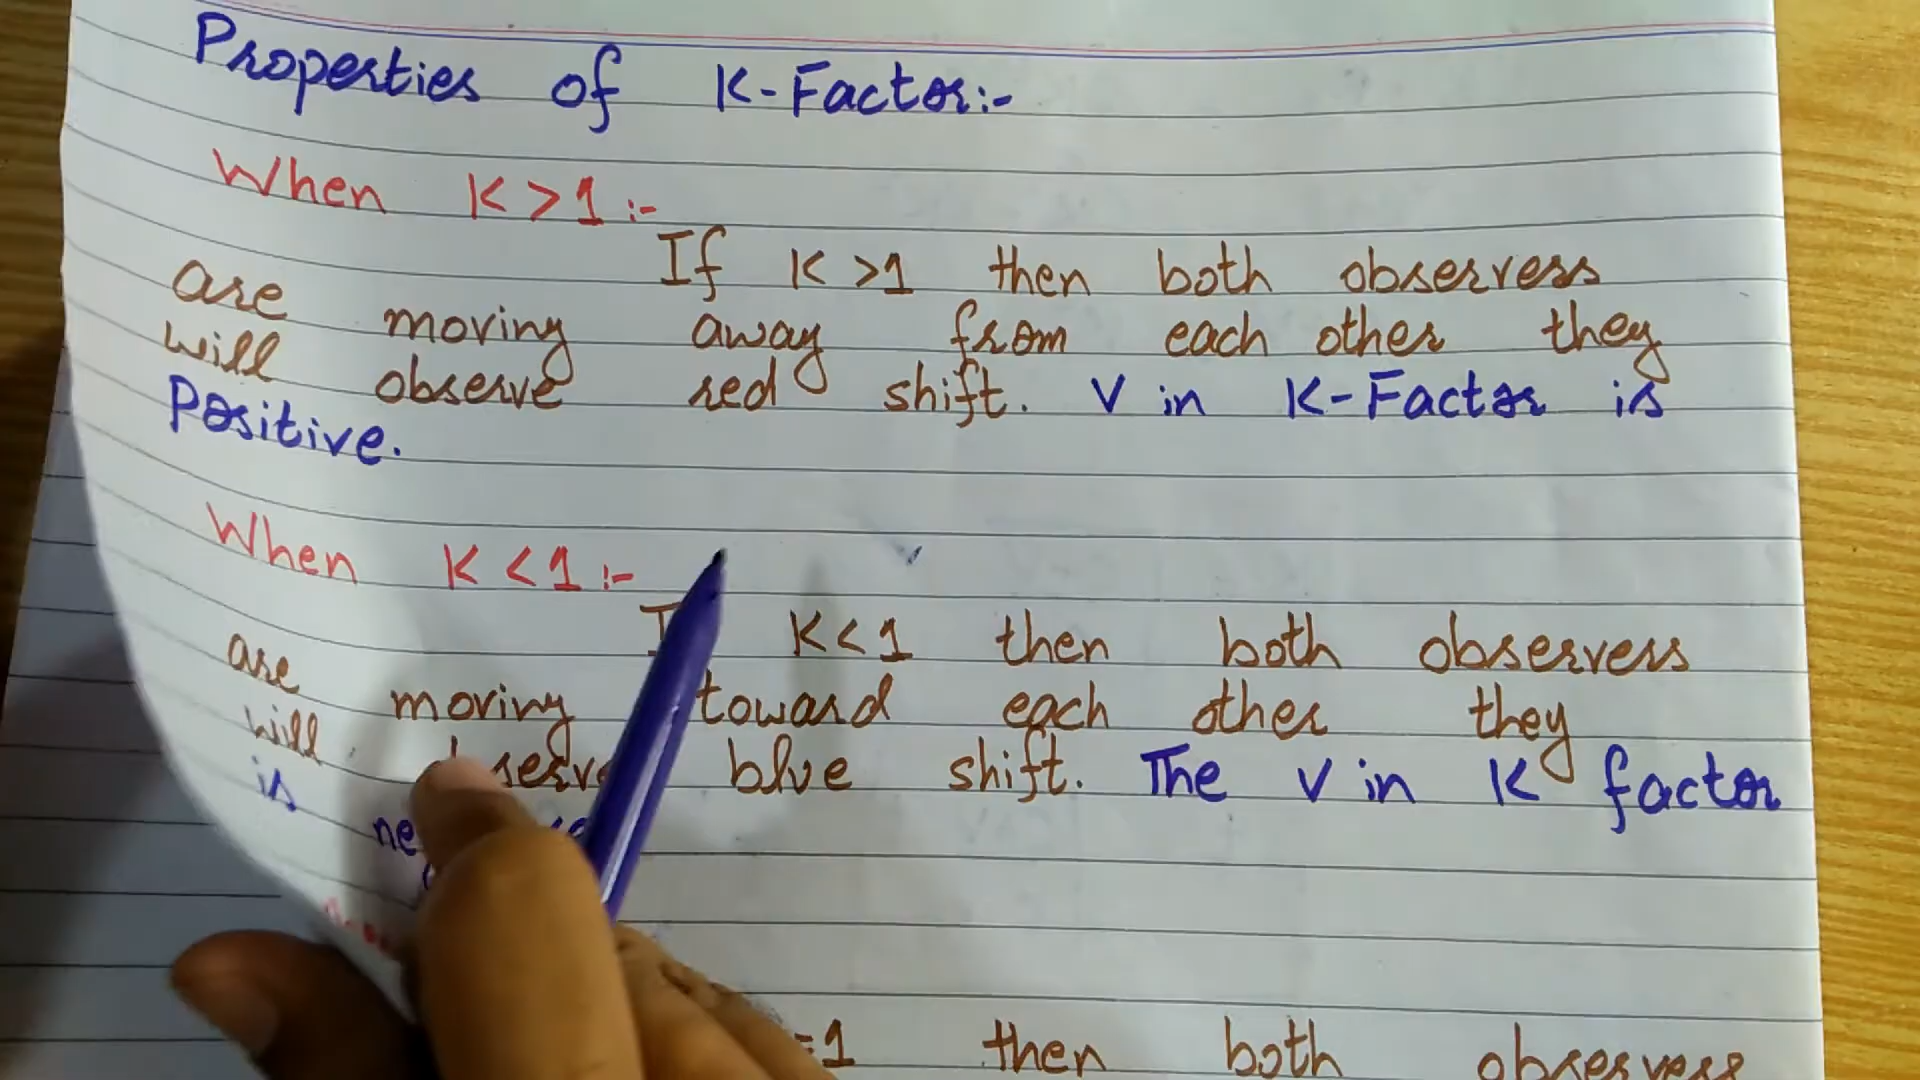 Properties of K-Factor:-
When K > 1 :-
If K > 1 then both observers
are moving away from each other they
will observe red shift. V in K-Factor is
Positive.
When K < 1 :-
K < 1 then both observers
are moving toward each other they
will blue shift. The V in K factor
is
=1 then both observers